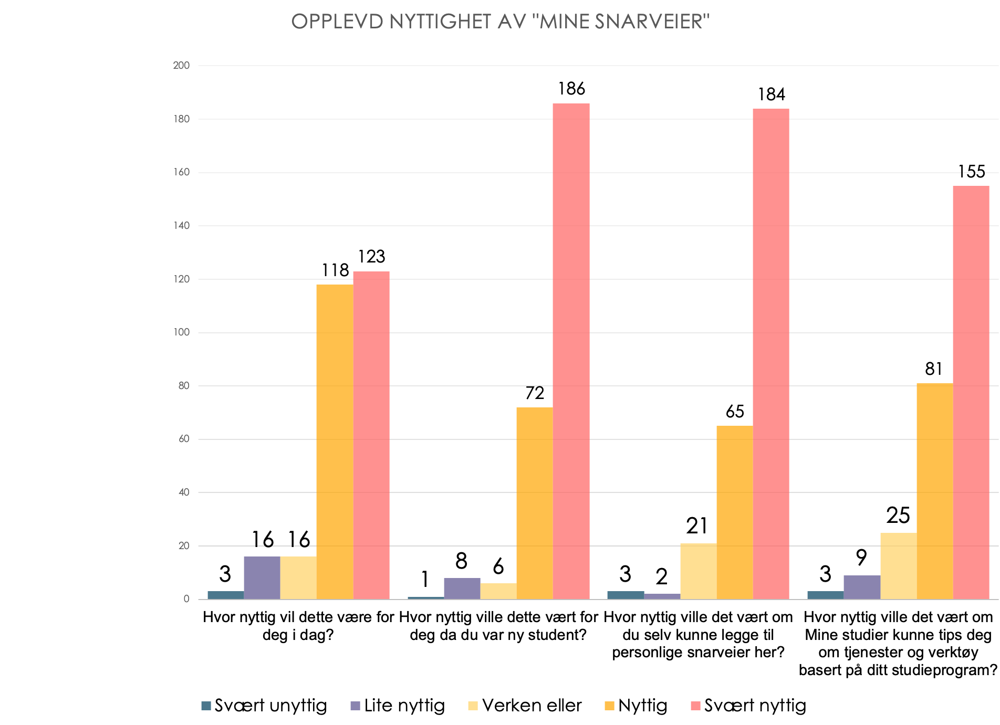 OPPLEVD NYTTIGHET AV "MINE SNARVEIER"
200
180
160
140
120
100
80
60
40
20
0
3
16
16
118
123
1
8
6
72
186
3
2
21
65
184
3
9
25
81
155
Hvor nyttig vil dette være for
deg i dag?
Hvor nyttig ville dette vært for
deg da du var ny student?
Hvor nyttig ville det vært om
du selv kunne legge til
personlige snarveier her?
Hvor nyttig ville det vært om
Mine studier kunne tips deg
om tjenester og verktøy
basert på ditt studieprogram?
Svært unyttig
Lite nyttig
Verken eller
Nyttig
Svært nyttig